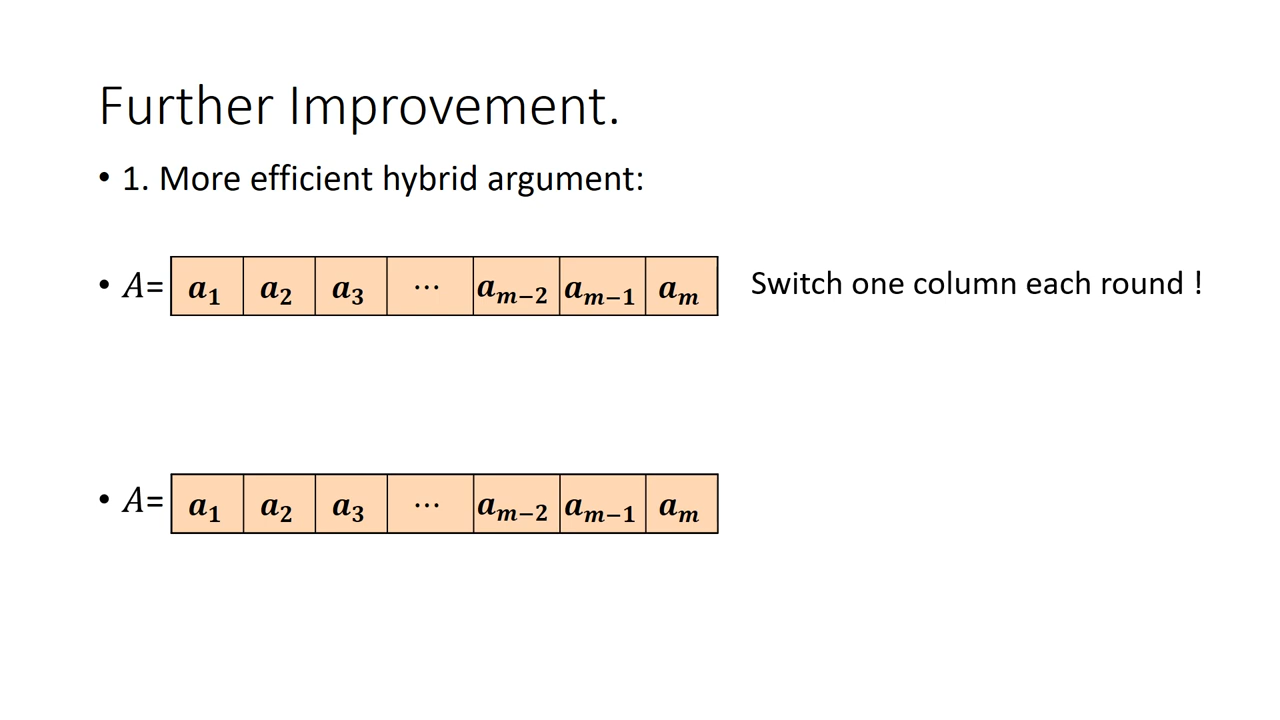 Further Improvement.
• 1. More efficient hybrid argument:
• A= a₁ a₂ a₃ ⋯ aₘ₋₂ aₘ₋₁ aₘ Switch one column each round !
• A= a₁ a₂ a₃ ⋯ aₘ₋₂ aₘ₋₁ aₘ